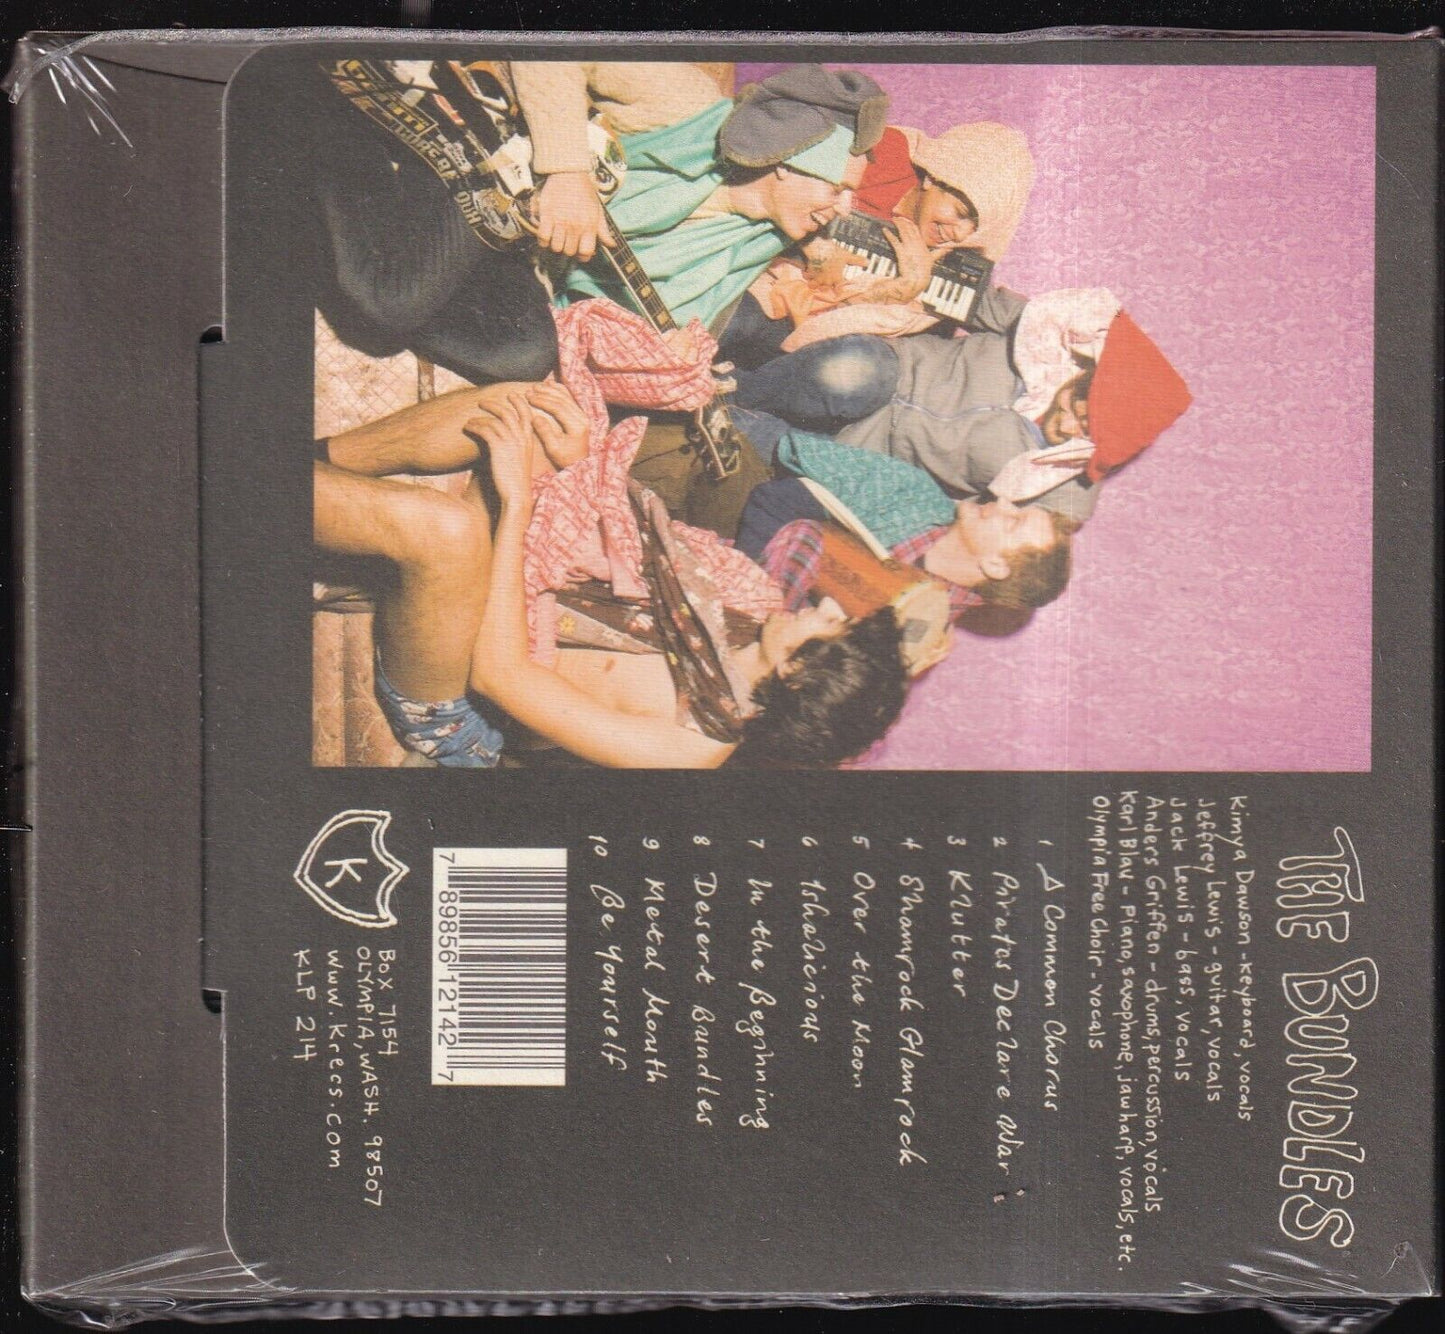 THE BUNDLES
Kimya Dawson - keyboard, vocals
Jeffrey Lewis - guitar, vocals
Jack Lewis - bass, vocals
Anders Griffen - drums, percussion, vocals
Karl Blau - piano, saxophone, jaw harp, vocals, etc.
Olympia Free Choir - vocals
1 A Common Chorus
2 Pirates Declare War
3 Klutter
4 Shamrock Glamrock
5 Over the Moon
6 Ishalicious
7 In the Beginning
8 Desert Bundles
9 Metal Mouth
10 Be Yourself
7 89856 12142 7
K
Box 7154
OLYMPIA, WASH. 98507
www.Krecs.com
KLP 214